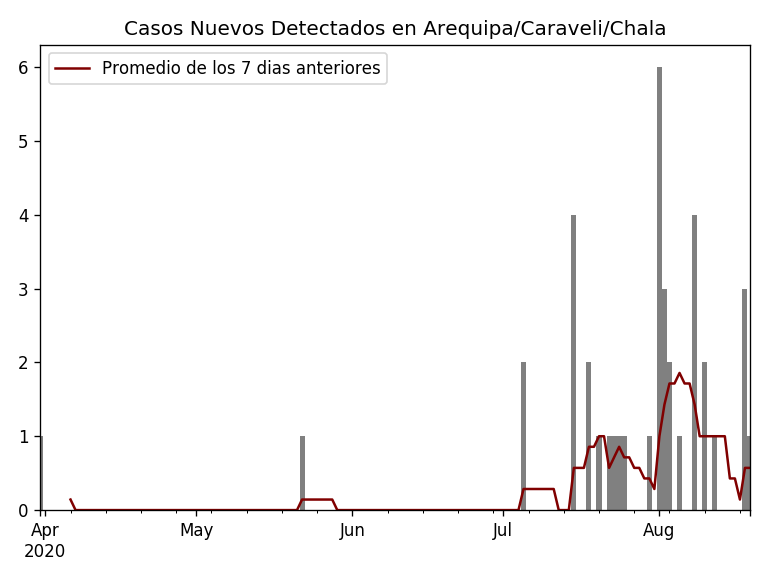 Casos Nuevos Detectados en Arequipa/Caraveli/Chala
Promedio de los 7 dias anteriores
6
5
4
3
2
1
0
Apr May Jun Jul Aug
2020